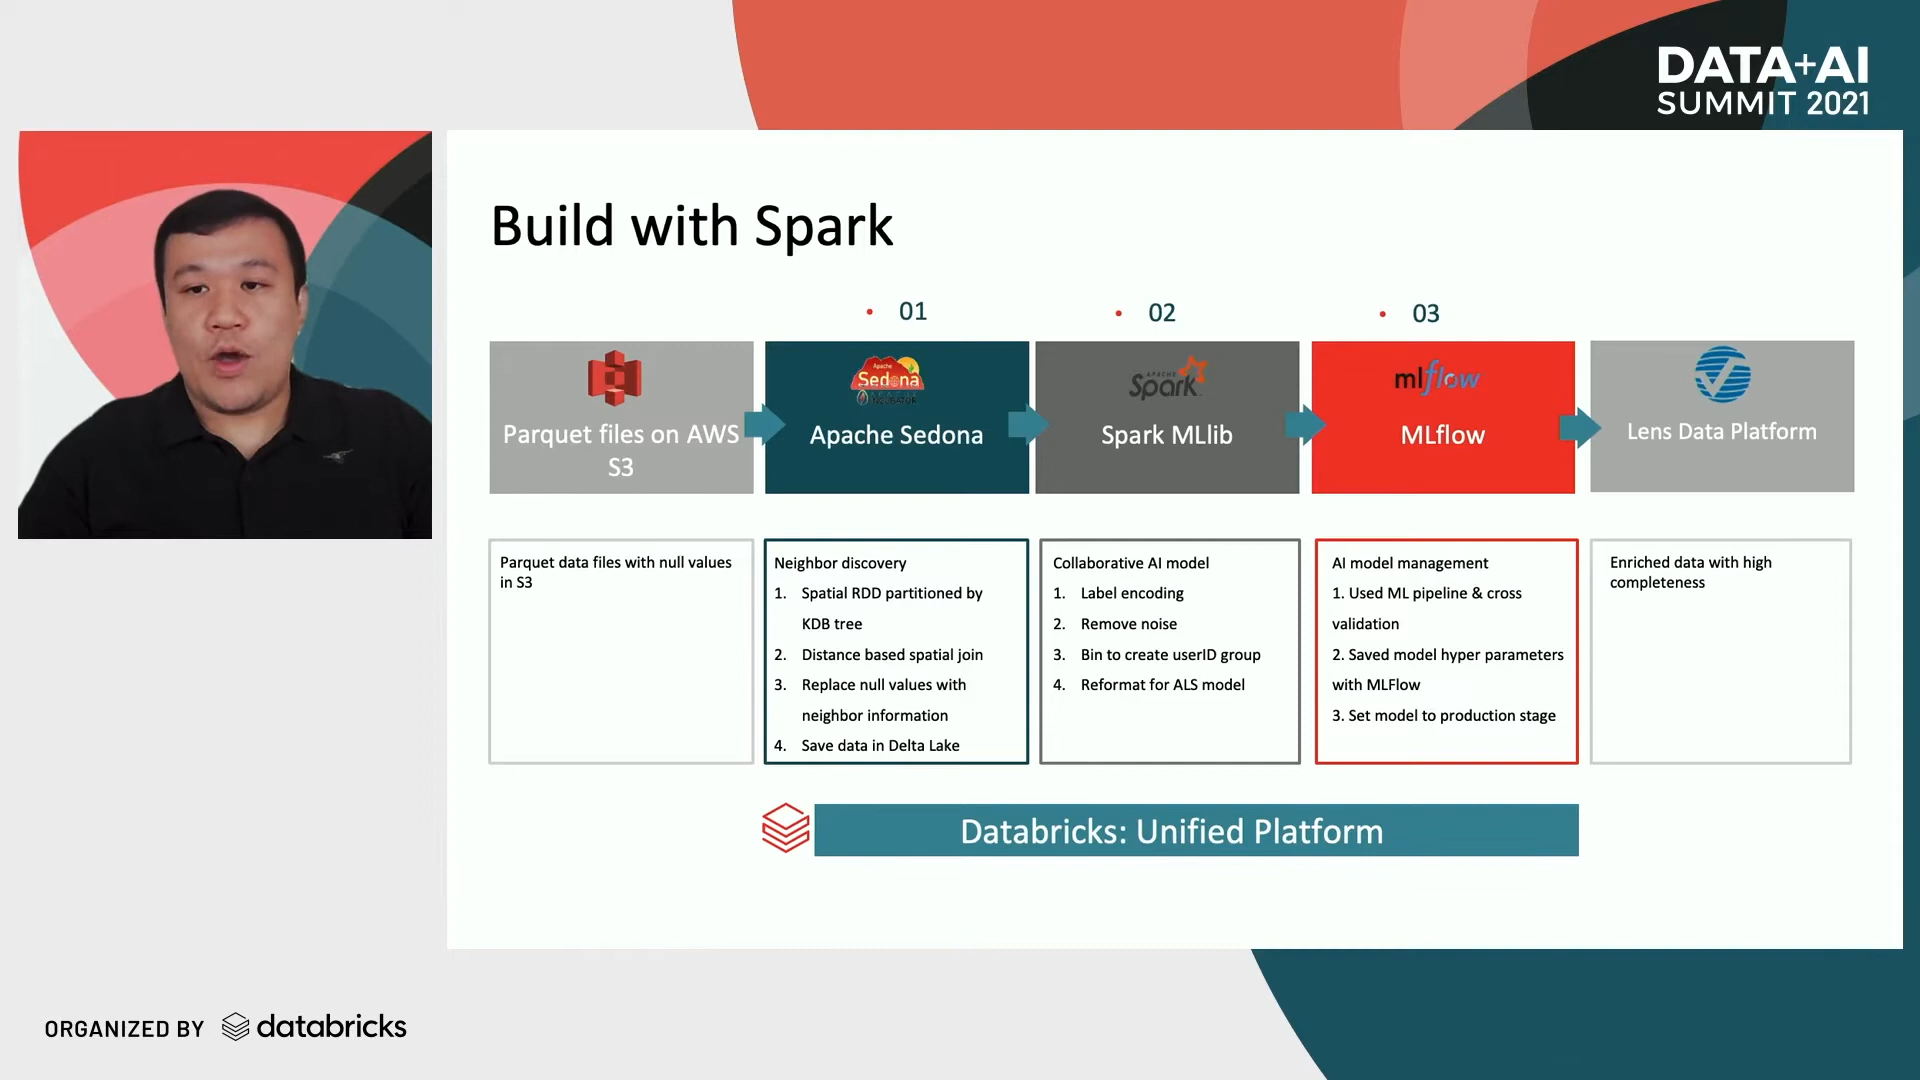 DATA+AI
SUMMIT 2021
Build with Spark
• 01
• 02
• 03
Parquet files on AWS
S3
Apache
Sedona
INCUBATOR
Apache Sedona
APACHE
Spark
Spark MLlib
mlflow
MLflow
Lens Data Platform
Parquet data files with null values
in S3
Neighbor discovery
1. Spatial RDD partitioned by
KDB tree
2. Distance based spatial join
3. Replace null values with
neighbor information
4. Save data in Delta Lake
Collaborative AI model
1. Label encoding
2. Remove noise
3. Bin to create userID group
4. Reformat for ALS model
AI model management
1. Used ML pipeline & cross
validation
2. Saved model hyper parameters
with MLFlow
3. Set model to production stage
Enriched data with high
completeness
Databricks: Unified Platform
ORGANIZED BY databricks